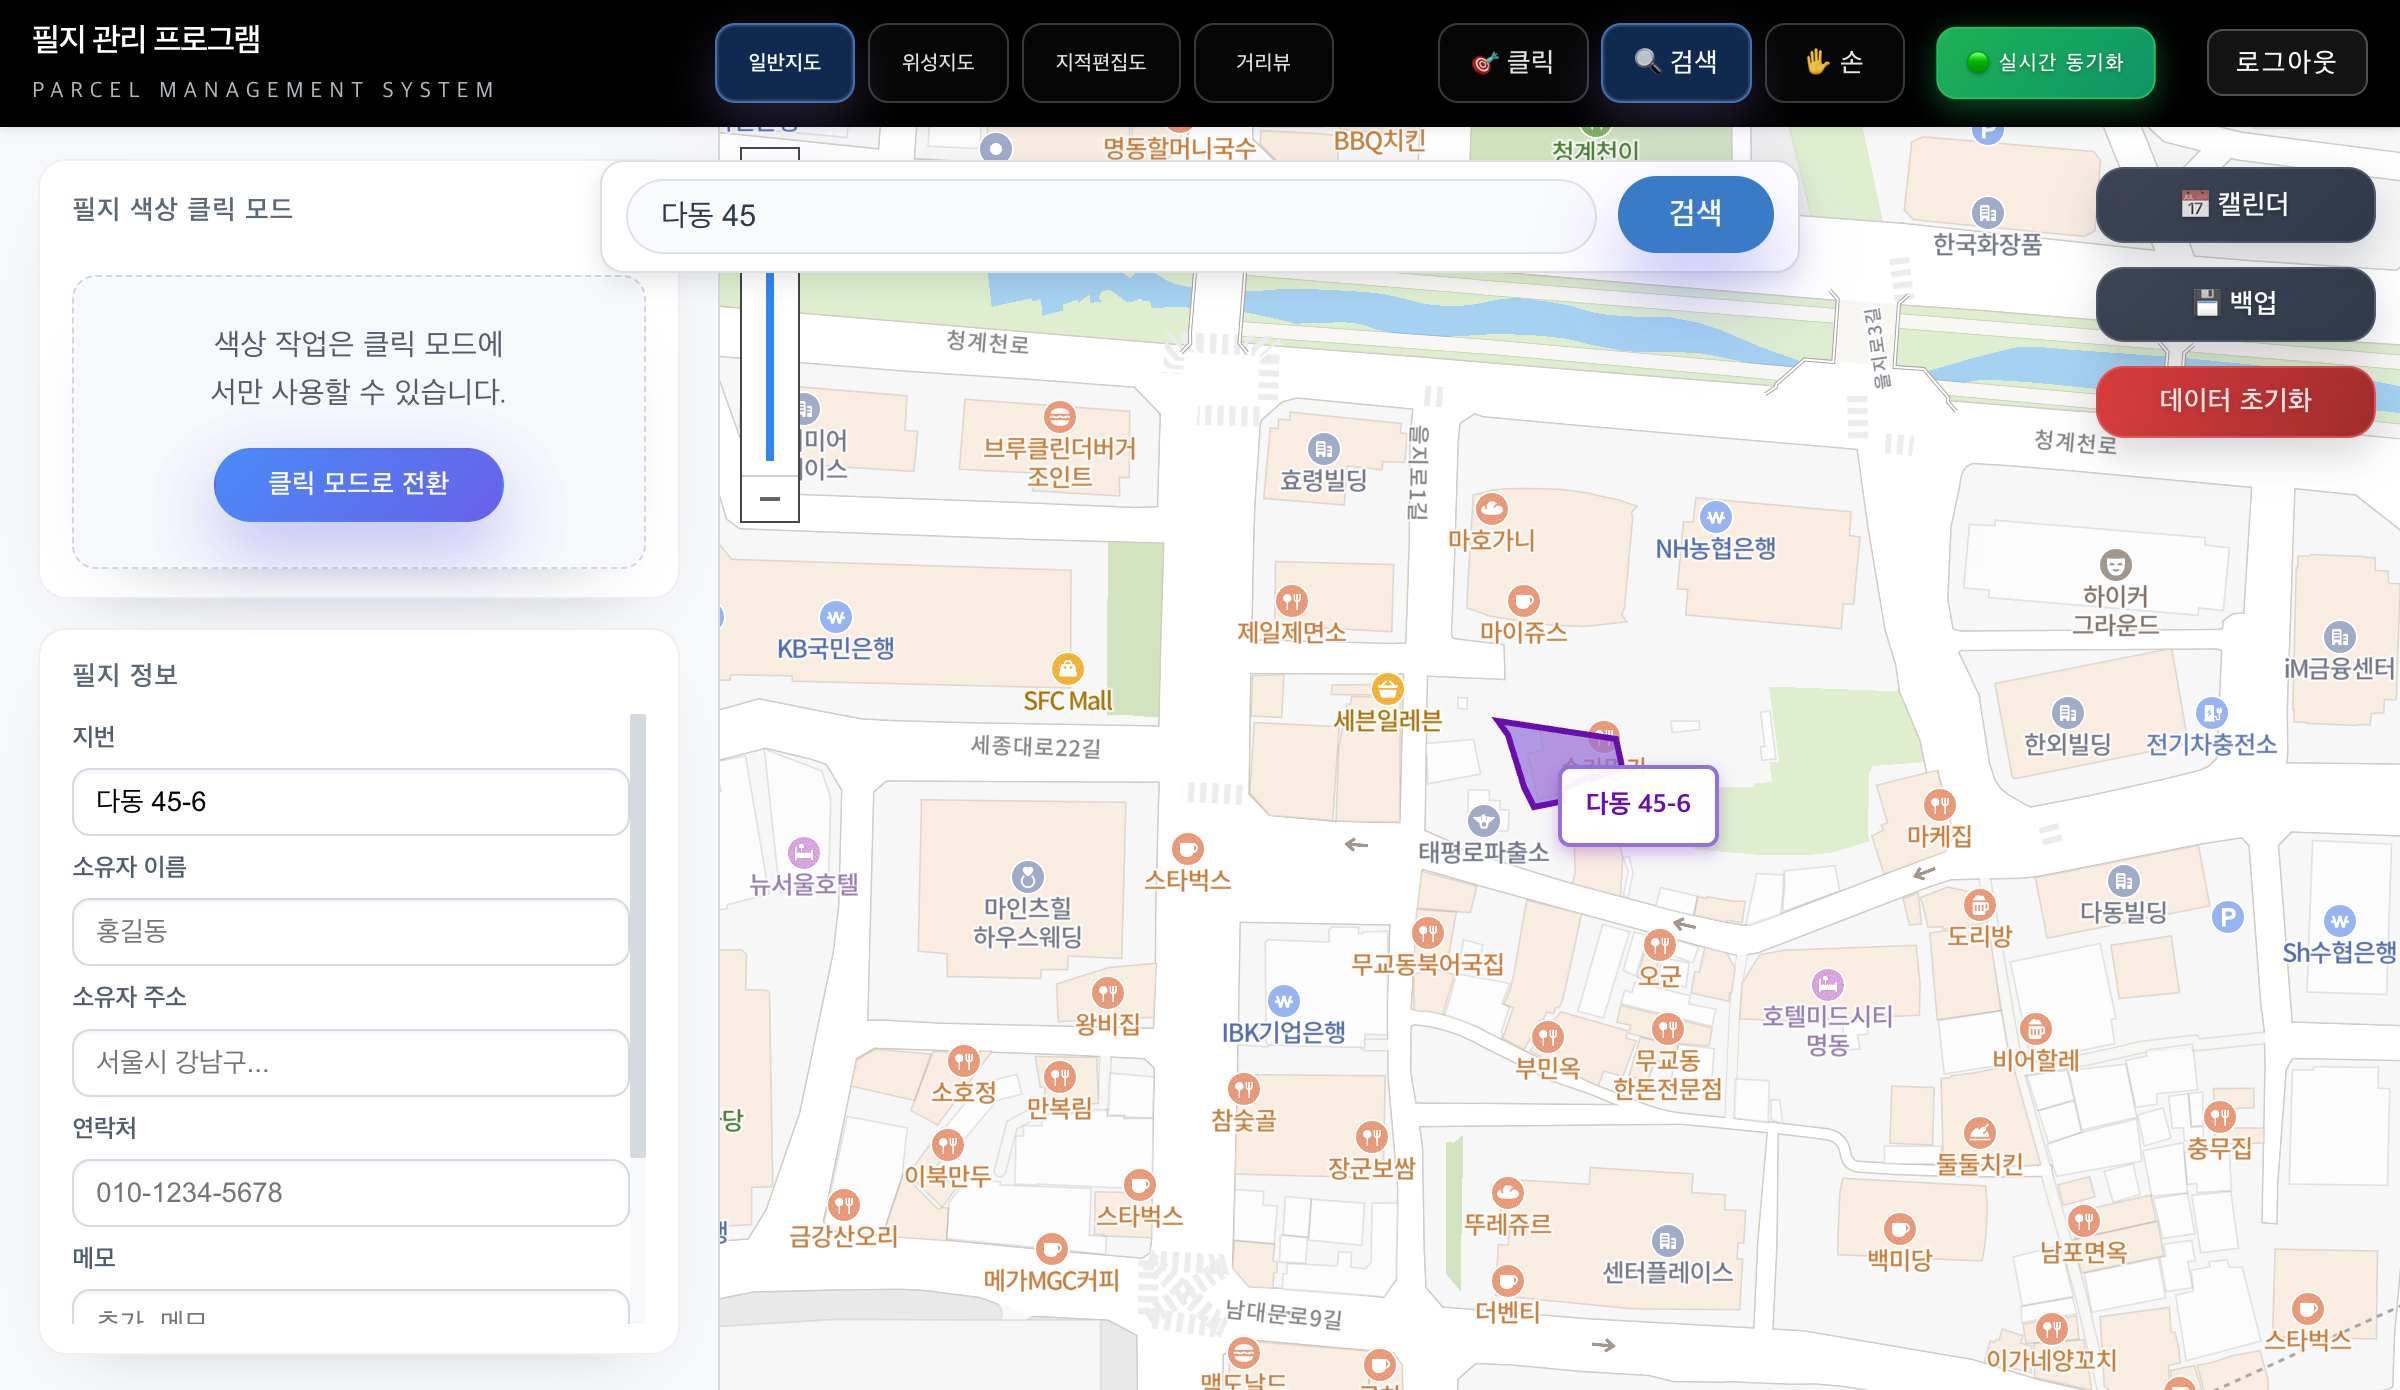 필지 관리 프로그램
PARCEL MANAGEMENT SYSTEM
일반지도
위성지도
지적편집도
거리뷰
클릭
검색
손
실시간 동기화
로그아웃
필지 색상 클릭 모드
색상 작업은 클릭 모드에
서만 사용할 수 있습니다.
클릭 모드로 전환
필지 정보
지번
다동 45-6
소유자 이름
홍길동
소유자 주소
서울시 강남구...
연락처
010-1234-5678
메모
다동 45
검색
17 캘린더
백업
데이터 초기화
명동할머니국수
BBQ치킨
청계천이
한국화장품
청계천로
을지로3길
청계천로
브루클린더버거
조인트
효령빌딩
을지로1길
마호가니
NH농협은행
하이커
그라운드
제일제면소
마이쥬스
iM금융센터
KB국민은행
SFC Mall
세븐일레븐
한외빌딩
전기차충전소
세종대로22길
다동 45-6
태평로파출소
마케집
뉴서울호텔
마인츠힐
하우스웨딩
스타벅스
다동빌딩
P
도리방
Sh수협은행
무교동북어국집
오군
왕비집
IBK기업은행
호텔미드시티
명동
부민옥
무교동
한돈전문점
비어할레
소호정
만복림
참숯골
이북만두
장군보쌈
둘둘치킨
충무집
금강산오리
스타벅스
뚜레쥬르
센터플레이스
백미당
남포면옥
메가MGC커피
남대문로9길
더벤티
스타벅스
이가네양꼬치
맥도날드